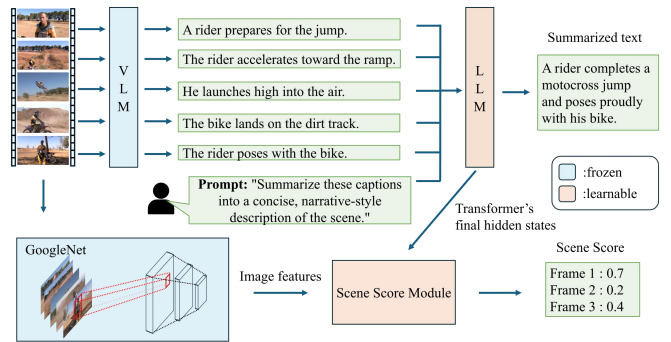 V
L
M
A rider prepares for the jump.
The rider accelerates toward the ramp.
He launches high into the air.
The bike lands on the dirt track.
The rider poses with the bike.
Prompt: "Summarize these captions
into a concise, narrative-style
description of the scene."
L
L
M
Summarized text
A rider completes a
motocross jump
and poses proudly
with his bike.
:frozen
:learnable
Transformer's
final hidden states
GoogleNet
Image features
Scene Score Module
Scene Score
Frame 1 : 0.7
Frame 2 : 0.2
Frame 3 : 0.4